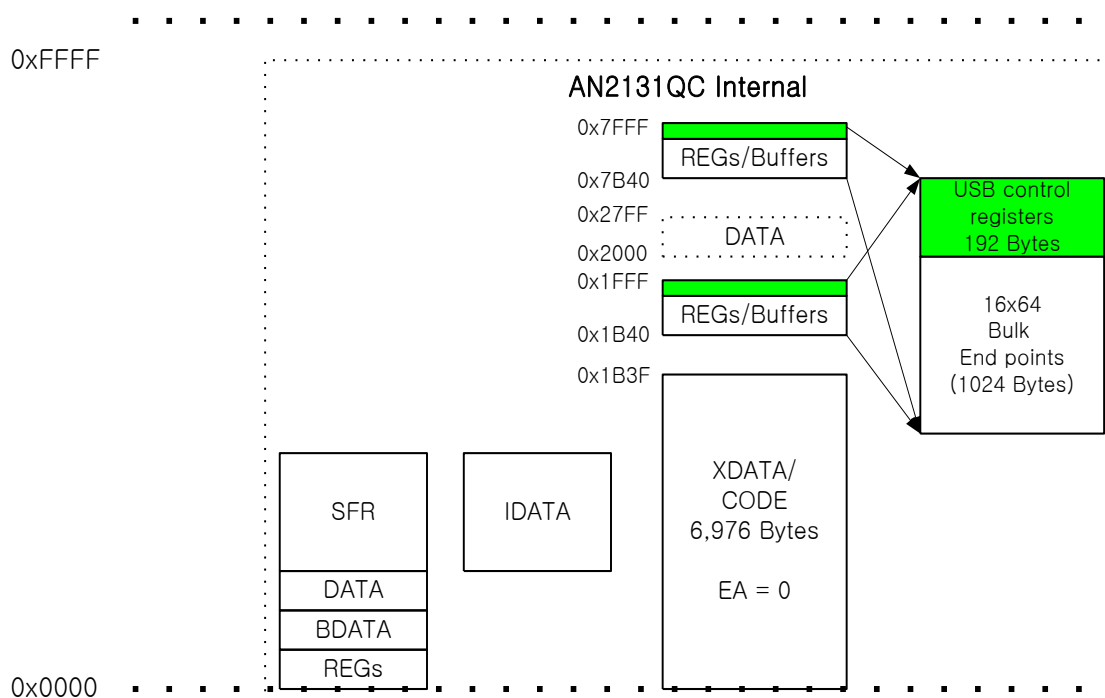 0xFFFF
AN2131QC Internal
0x7FFF
REGs/Buffers
0x7B40
0x27FF
DATA
0x2000
0x1FFF
REGs/Buffers
0x1B40
0x1B3F
USB control
registers
192 Bytes
16x64
Bulk
End points
(1024 Bytes)
XDATA/
CODE
6,976 Bytes
EA = 0
SFR
IDATA
DATA
BDATA
REGs
0x0000